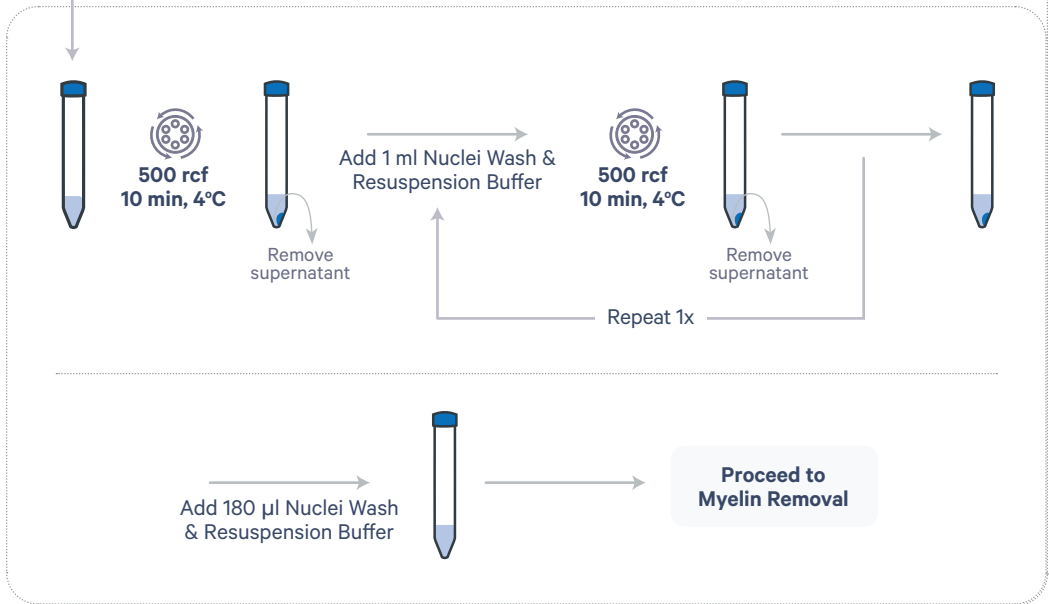 500 rcf
10 min, 4°C
Remove
supernatant
Add 1 ml Nuclei Wash &
Resuspension Buffer
500 rcf
10 min, 4°C
Remove
supernatant
Repeat 1x
Add 180 µl Nuclei Wash
& Resuspension Buffer
Proceed to
Myelin Removal